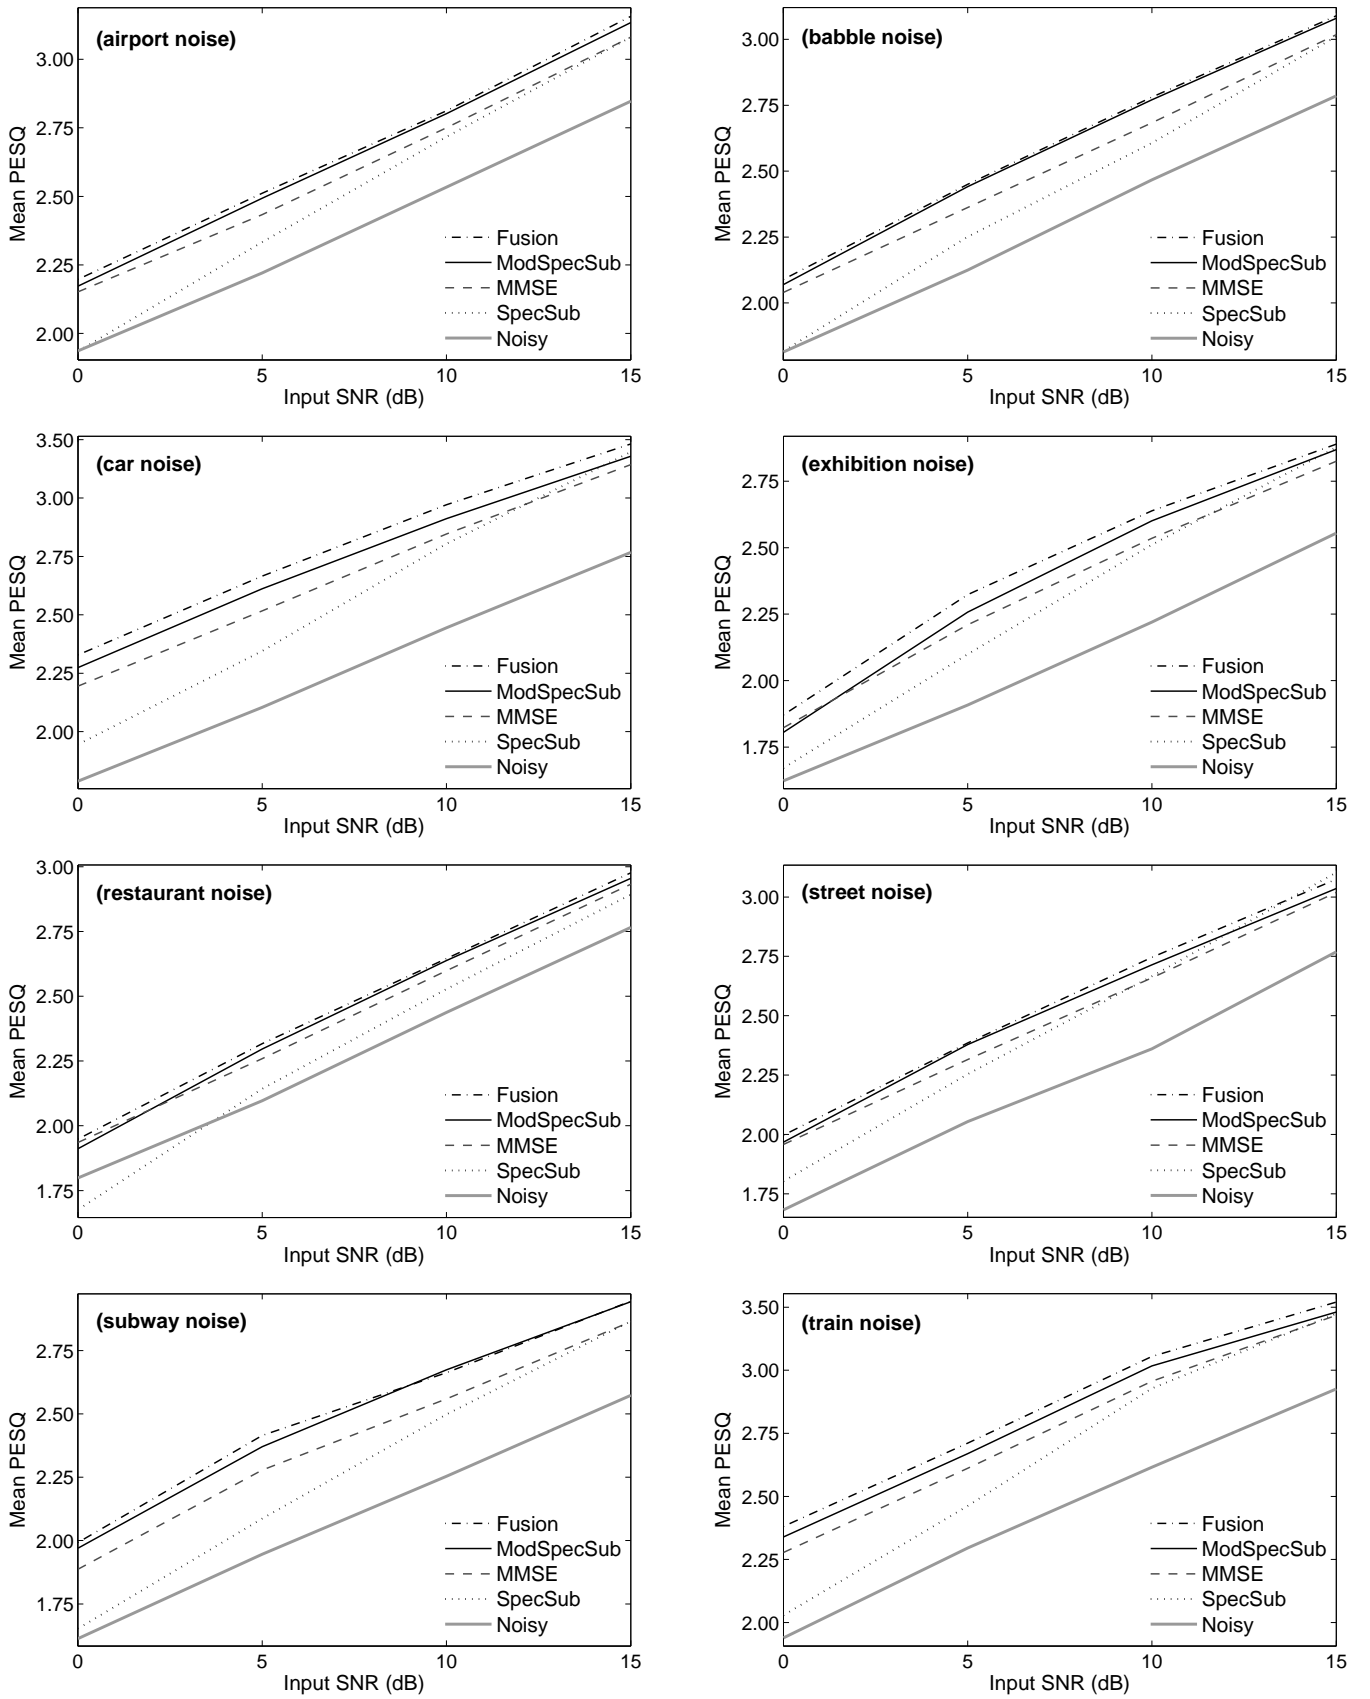 (airport noise)
Mean PESQ
3.00
2.75
2.50
2.25
2.00
Fusion
ModSpecSub
MMSE
SpecSub
Noisy
0 5 10 15
Input SNR (dB)
(babble noise)
Mean PESQ
3.00
2.75
2.50
2.25
2.00
Fusion
ModSpecSub
MMSE
SpecSub
Noisy
0 5 10 15
Input SNR (dB)
(car noise)
Mean PESQ
3.50
3.00
2.75
2.50
2.25
2.00
Fusion
ModSpecSub
MMSE
SpecSub
Noisy
0 5 10 15
Input SNR (dB)
(exhibition noise)
Mean PESQ
2.75
2.50
2.25
2.00
1.75
Fusion
ModSpecSub
MMSE
SpecSub
Noisy
0 5 10 15
Input SNR (dB)
(restaurant noise)
Mean PESQ
3.00
2.75
2.50
2.25
2.00
1.75
Fusion
ModSpecSub
MMSE
SpecSub
Noisy
0 5 10 15
Input SNR (dB)
(street noise)
Mean PESQ
3.00
2.75
2.50
2.25
2.00
1.75
Fusion
ModSpecSub
MMSE
SpecSub
Noisy
0 5 10 15
Input SNR (dB)
(subway noise)
Mean PESQ
2.75
2.50
2.25
2.00
1.75
Fusion
ModSpecSub
MMSE
SpecSub
Noisy
0 5 10 15
Input SNR (dB)
(train noise)
Mean PESQ
3.50
3.00
2.75
2.50
2.25
2.00
Fusion
ModSpecSub
MMSE
SpecSub
Noisy
0 5 10 15
Input SNR (dB)